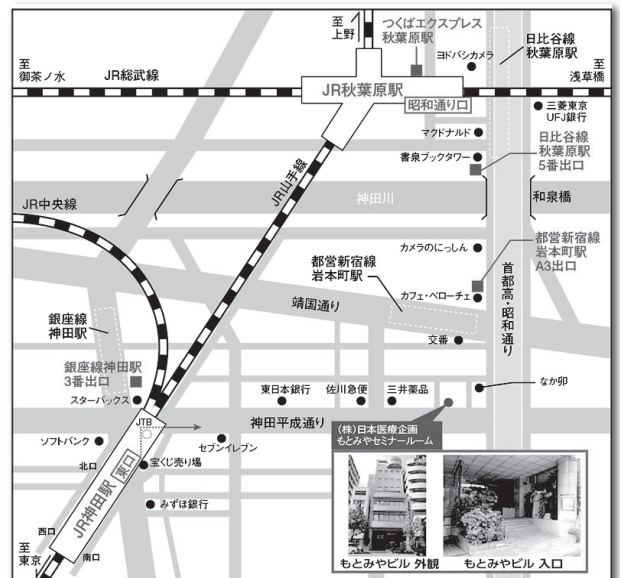 至
上野
つくばエクスプレス
秋葉原駅
ヨドバシカメラ
日比谷線
秋葉原駅
至
御茶ノ水
JR総武線
JR秋葉原駅
昭和通り口
至
浅草橋
三菱東京
UFJ銀行
マクドナルド
書泉ブックタワー
日比谷線
秋葉原駅
5番出口
JR山手線
神田川
和泉橋
JR中央線
カメラのにっしん
都営新宿線
岩本町駅
都営新宿線
岩本町駅
A3出口
カフェ・ベローチェ
靖国通り
首都高・昭和通り
交番
銀座線
神田駅
銀座線神田駅
3番出口
スターバックス
東日本銀行
佐川急便
三井薬品
なか卯
JTB
神田平成通り
(株)日本医療企画
もとみやセミナールーム
ソフトバンク
セブンイレブン
北口
東口
宝くじ売り場
JR神田駅
みずほ銀行
西口
南口
至
東京
もとみやビル 外観
もとみやビル 入口